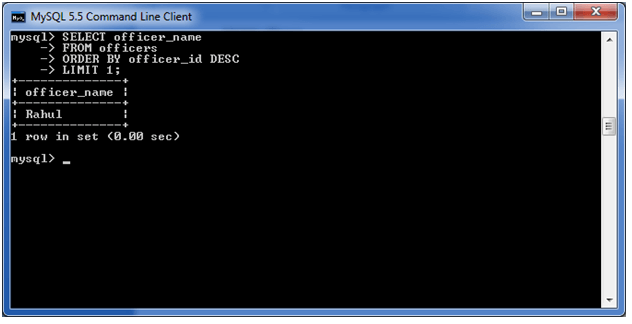 MySQL 5.5 Command Line Client
mysql> SELECT officer_name
    -> FROM officers
    -> ORDER BY officer_id DESC
    -> LIMIT 1;
+--------------+
| officer_name |
+--------------+
| Rahul        |
+--------------+
1 row in set (0.00 sec)
mysql> _